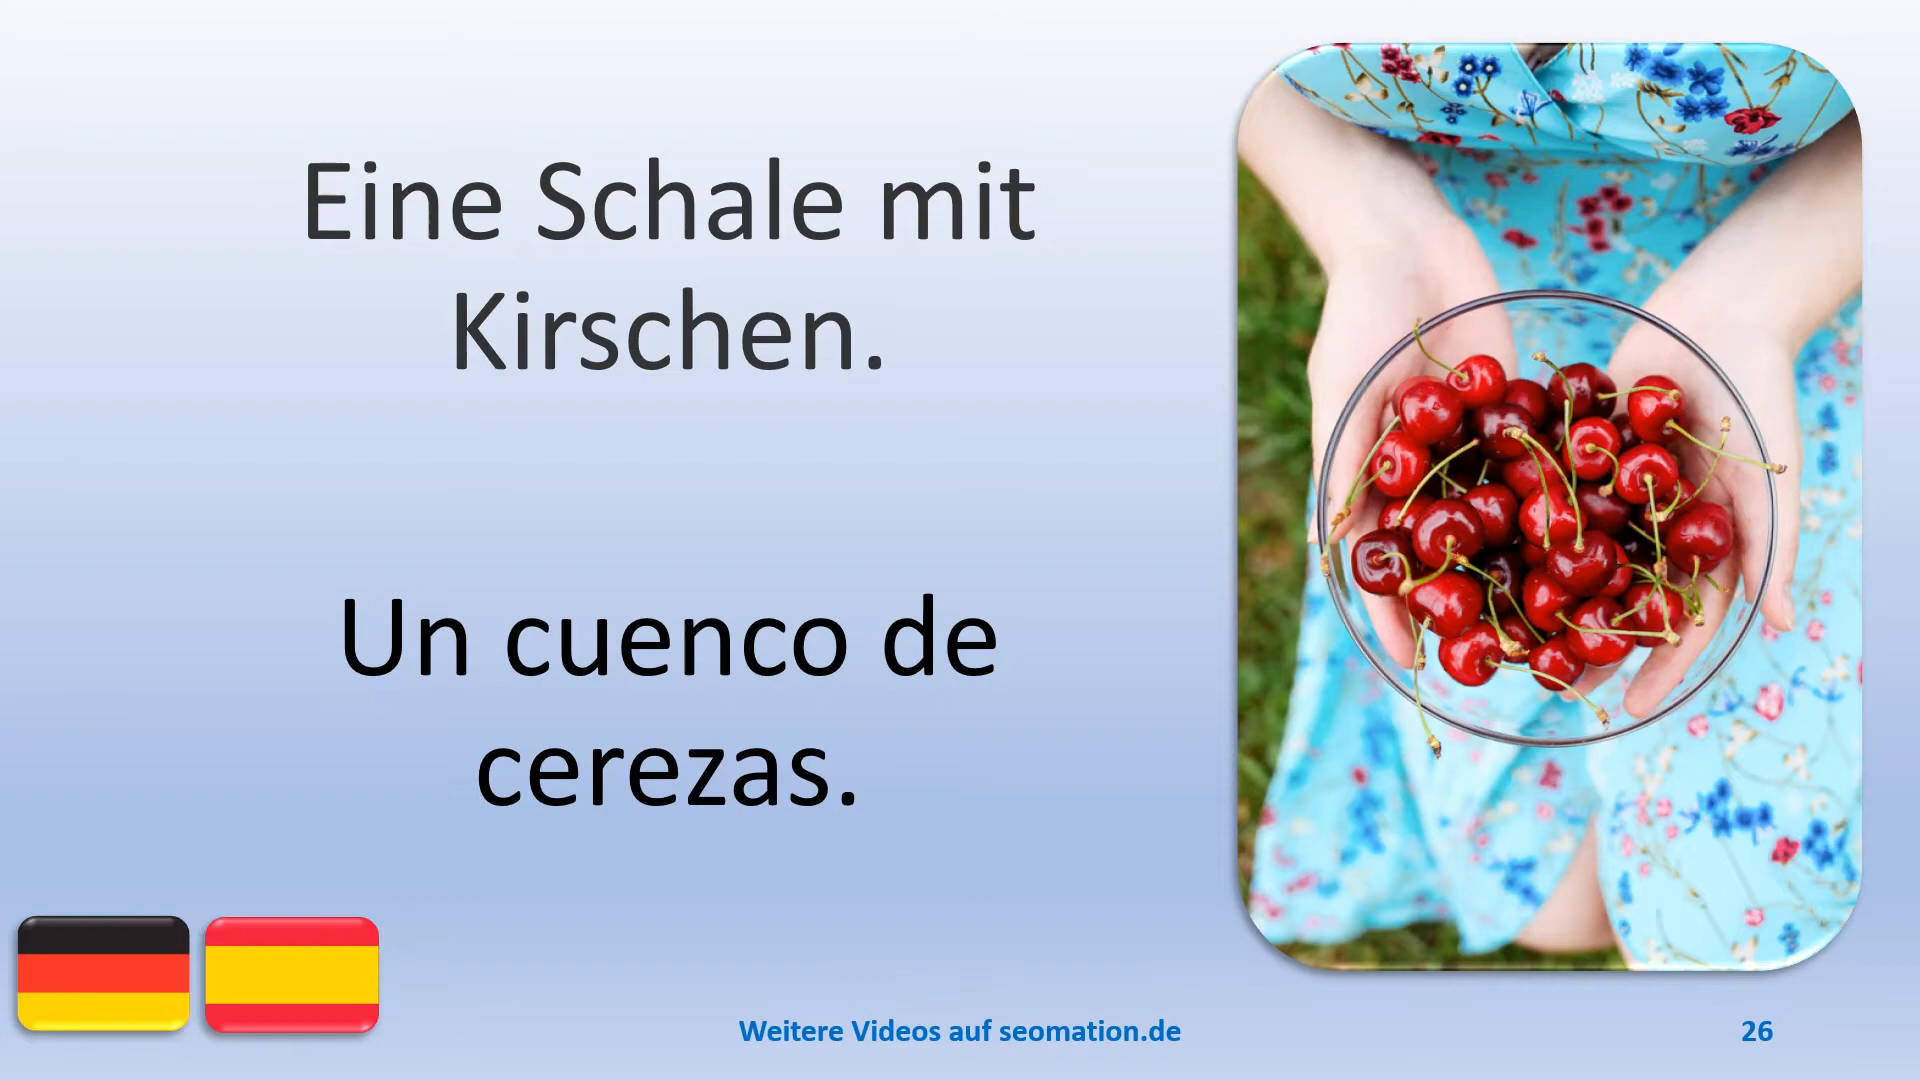 Eine Schale mit
Kirschen.
Un cuenco de
cerezas.
Weitere Videos auf seomation.de
26